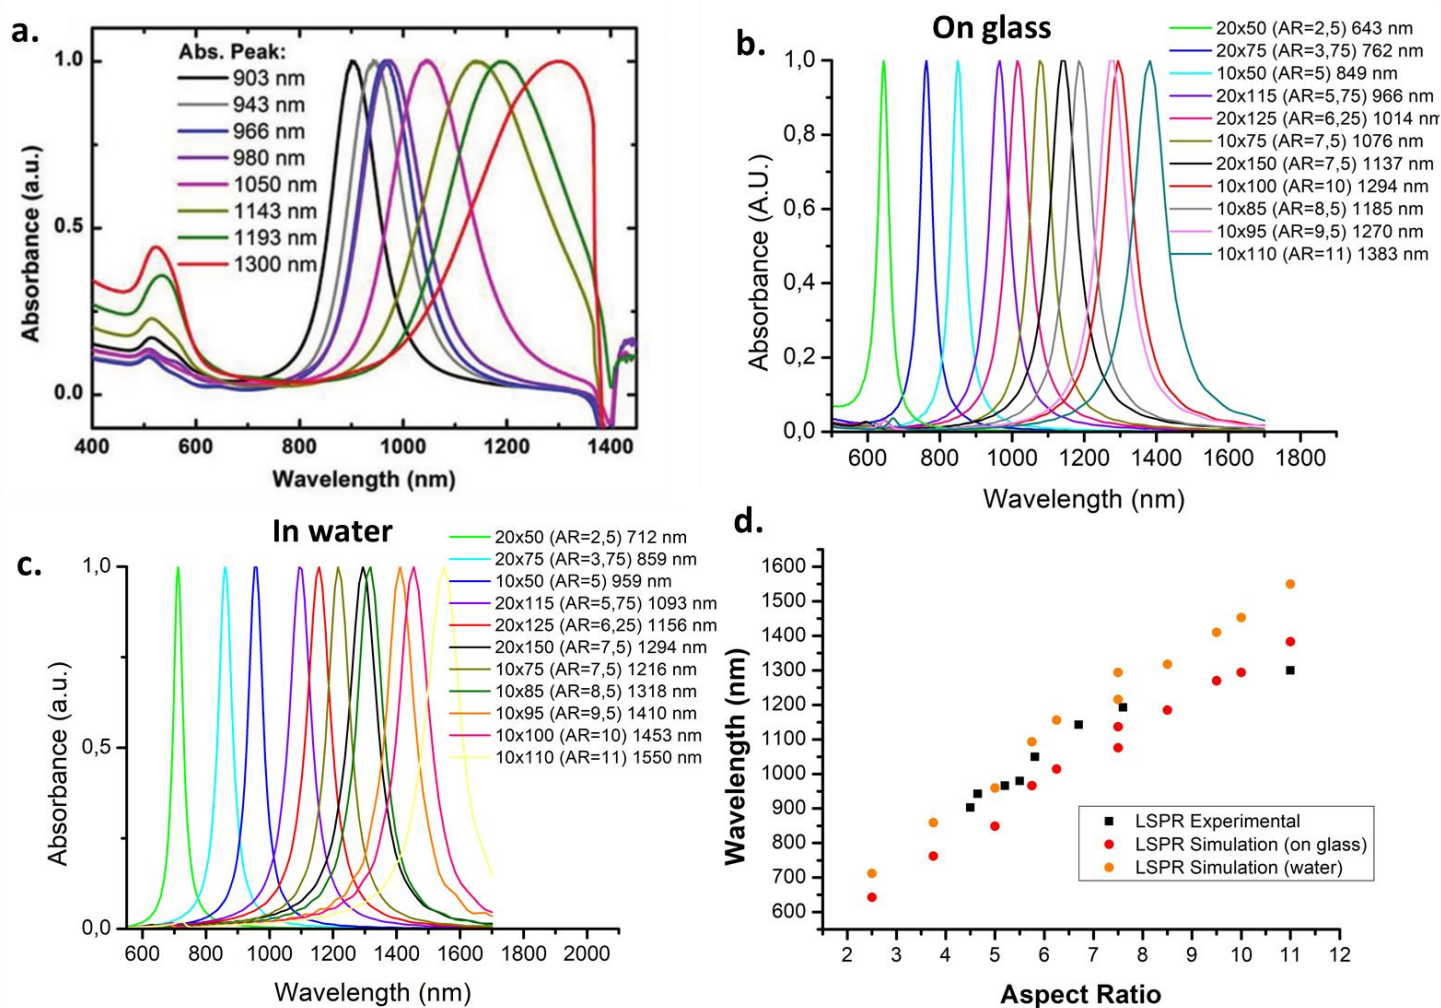 a.
Abs. Peak:
903 nm
943 nm
966 nm
980 nm
1050 nm
1143 nm
1193 nm
1300 nm
1.0
0.5
0.0
Absorbance (a.u.)
400 600 800 1000 1200 1400
Wavelength (nm)
On glass
b.
20x50 (AR=2,5) 643 nm
20x75 (AR=3,75) 762 nm
10x50 (AR=5) 849 nm
20x115 (AR=5,75) 966 nm
20x125 (AR=6,25) 1014 nm
10x75 (AR=7,5) 1076 nm
20x150 (AR=7,5) 1137 nm
10x100 (AR=10) 1294 nm
10x85 (AR=8,5) 1185 nm
10x95 (AR=9,5) 1270 nm
10x110 (AR=11) 1383 nm
1,0
0,8
0,6
0,4
0,2
0,0
Absorbance (A.U.)
600 800 1000 1200 1400 1600 1800
Wavelength (nm)
In water
c.
20x50 (AR=2,5) 712 nm
20x75 (AR=3,75) 859 nm
10x50 (AR=5) 959 nm
20x115 (AR=5,75) 1093 nm
20x125 (AR=6,25) 1156 nm
20x150 (AR=7,5) 1294 nm
10x75 (AR=7,5) 1216 nm
10x85 (AR=8,5) 1318 nm
10x95 (AR=9,5) 1410 nm
10x100 (AR=10) 1453 nm
10x110 (AR=11) 1550 nm
1,0
0,5
0,0
Absorbance (a.u.)
600 800 1000 1200 1400 1600 1800 2000
Wavelength (nm)
d.
1600
1500
1400
1300
1200
1100
1000
900
800
700
600
Wavelength (nm)
LSPR Experimental
LSPR Simulation (on glass)
LSPR Simulation (water)
2 3 4 5 6 7 8 9 10 11 12
Aspect Ratio